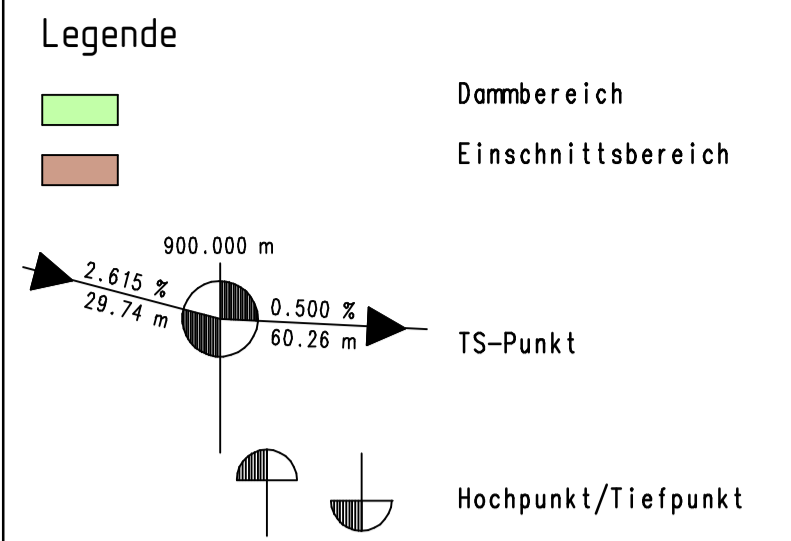 Legende
Dammbereich
Einschnittsbereich
900.000 m
2.615 %
29.74 m
0.500 %
60.26 m
TS-Punkt
Hochpunkt/Tiefpunkt